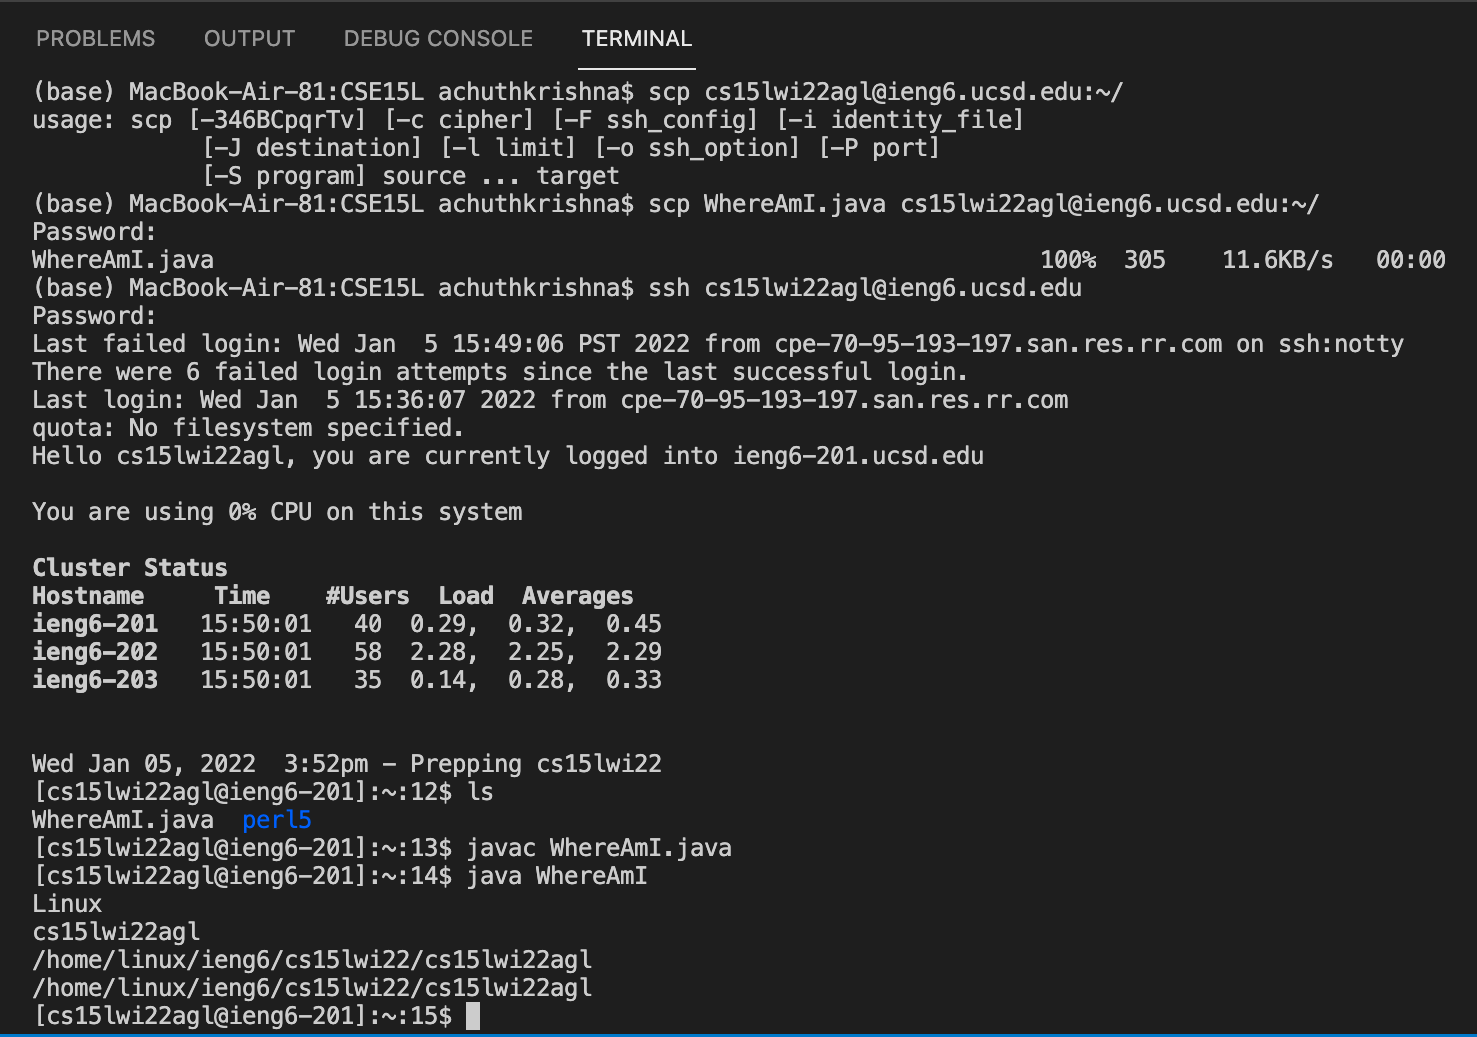 PROBLEMS OUTPUT DEBUG CONSOLE TERMINAL
(base) MacBook-Air-81:CSE15L achuthkrishna$ scp cs15lwi22agl@ieng6.ucsd.edu:~/
usage: scp [-346BCpqrTv] [-c cipher] [-F ssh_config] [-i identity_file]
           [-J destination] [-l limit] [-o ssh_option] [-P port]
           [-S program] source ... target
(base) MacBook-Air-81:CSE15L achuthkrishna$ scp WhereAmI.java cs15lwi22agl@ieng6.ucsd.edu:~/
Password:
WhereAmI.java 100% 305 11.6KB/s 00:00
(base) MacBook-Air-81:CSE15L achuthkrishna$ ssh cs15lwi22agl@ieng6.ucsd.edu
Password:
Last failed login: Wed Jan  5 15:49:06 PST 2022 from cpe-70-95-193-197.san.res.rr.com on ssh:notty
There were 6 failed login attempts since the last successful login.
Last login: Wed Jan  5 15:36:07 2022 from cpe-70-95-193-197.san.res.rr.com
quota: No filesystem specified.
Hello cs15lwi22agl, you are currently logged into ieng6-201.ucsd.edu
You are using 0% CPU on this system
Cluster Status
Hostname     Time    #Users  Load  Averages
ieng6-201   15:50:01   40  0.29,  0.32,  0.45
ieng6-202   15:50:01   58  2.28,  2.25,  2.29
ieng6-203   15:50:01   35  0.14,  0.28,  0.33
Wed Jan 05, 2022  3:52pm - Prepping cs15lwi22
[cs15lwi22agl@ieng6-201]:~:12$ ls
WhereAmI.java  perl5
[cs15lwi22agl@ieng6-201]:~:13$ javac WhereAmI.java
[cs15lwi22agl@ieng6-201]:~:14$ java WhereAmI
Linux
cs15lwi22agl
/home/linux/ieng6/cs15lwi22/cs15lwi22agl
/home/linux/ieng6/cs15lwi22/cs15lwi22agl
[cs15lwi22agl@ieng6-201]:~:15$